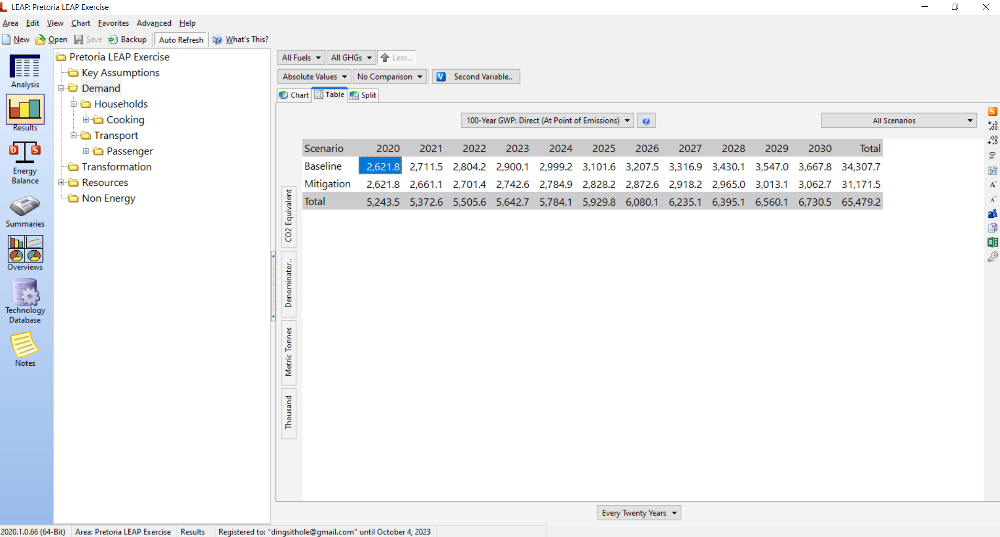 LEAP: Pretoria LEAP Exercise
Area Edit View Chart Favorites Advanced Help
New Open Save Backup Auto Refresh What's This?
Analysis
Results
Energy
Balance
Summaries
Overviews
Technology
Database
Notes
Pretoria LEAP Exercise
Key Assumptions
Demand
Households
Cooking
Transport
Passenger
Transformation
Resources
Non Energy
All Fuels All GHGs Less...
Absolute Values No Comparison V Second Variable..
Chart Table Split
100-Year GWP: Direct (At Point of Emissions) ? All Scenarios
Scenario 2020 2021 2022 2023 2024 2025 2026 2027 2028 2029 2030 Total
Baseline 2,621.8 2,711.5 2,804.2 2,900.1 2,999.2 3,101.6 3,207.5 3,316.9 3,430.1 3,547.0 3,667.8 34,307.7
Mitigation 2,621.8 2,661.1 2,701.4 2,742.6 2,784.9 2,828.2 2,872.6 2,918.2 2,965.0 3,013.1 3,062.7 31,171.5
Total 5,243.5 5,372.6 5,505.6 5,642.7 5,784.1 5,929.8 6,080.1 6,235.1 6,395.1 6,560.1 6,730.5 65,479.2
CO2 Equivalent
Denominator..
Metric Tonnes
Thousand
Every Twenty Years
2020.1.0.66 (64-Bit) Area: Pretoria LEAP Exercise Results Registered to: "dingsithole@gmail.com" until October 4, 2023